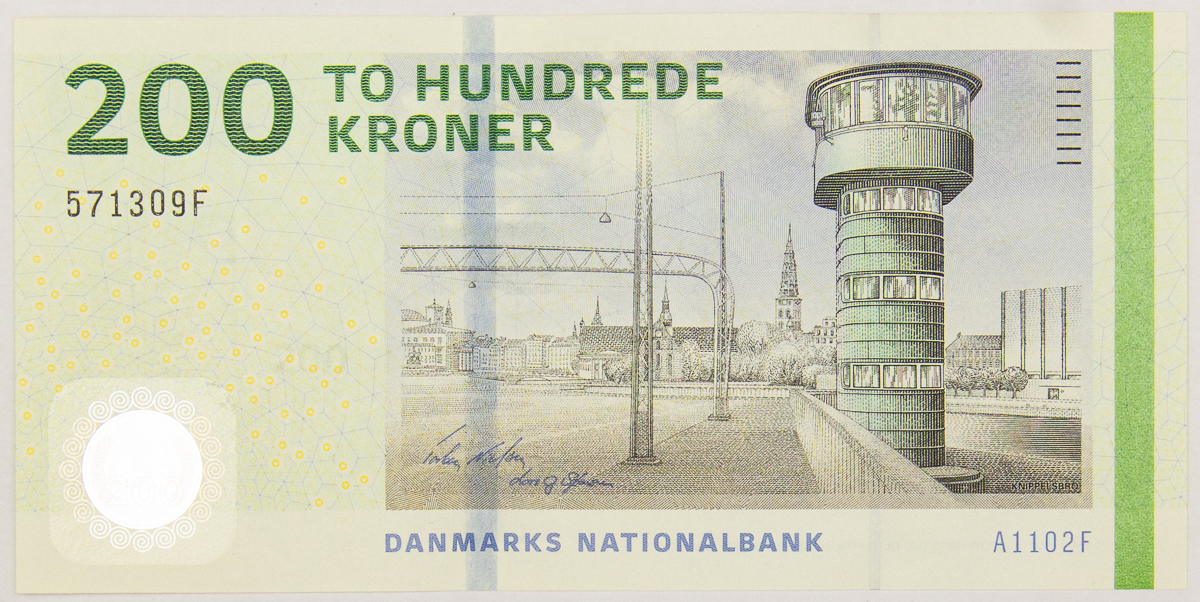 200 TO HUNDREDE
KRONER
571309F
KNIPPELSBRO
DANMARKS NATIONALBANK
A1102F